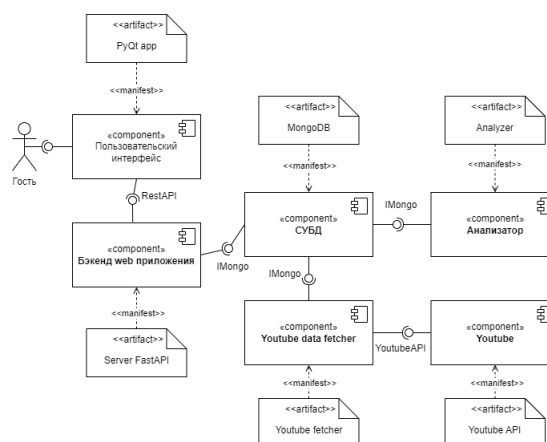 <<artifact>>
PyQt app
<<manifest>>
«component»
Пользовательский
интерфейс
Гость
RestAPI
«component»
Бэкенд web приложения
<<manifest>>
<<artifact>>
Server FastAPI
<<artifact>>
MongoDB
<<manifest>>
«component»
СУБД
IMongo
IMongo
IMongo
<<artifact>>
Analyzer
<<manifest>>
«component»
Анализатор
«component»
Youtube data fetcher
YoutubeAPI
«component»
Youtube
<<manifest>>
<<artifact>>
Youtube fetcher
<<manifest>>
<<artifact>>
Youtube API